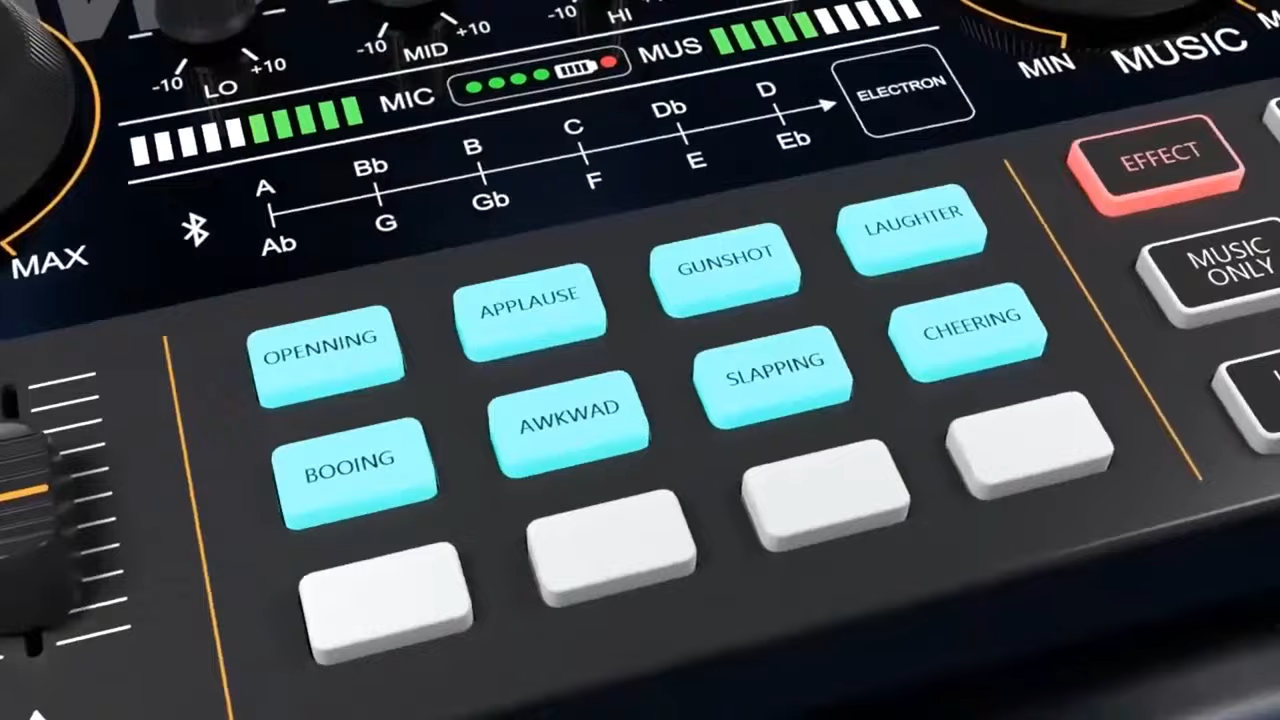 -10 LO +10
-10 MID +10
-10 HI
MIC
MUS
MIN MUSIC
ELECTRON
A Bb B C Db D
Ab G Gb F E Eb
MAX
EFFECT
MUSIC
ONLY
OPENNING APPLAUSE GUNSHOT LAUGHTER
BOOING AWKWAD SLAPPING CHEERING